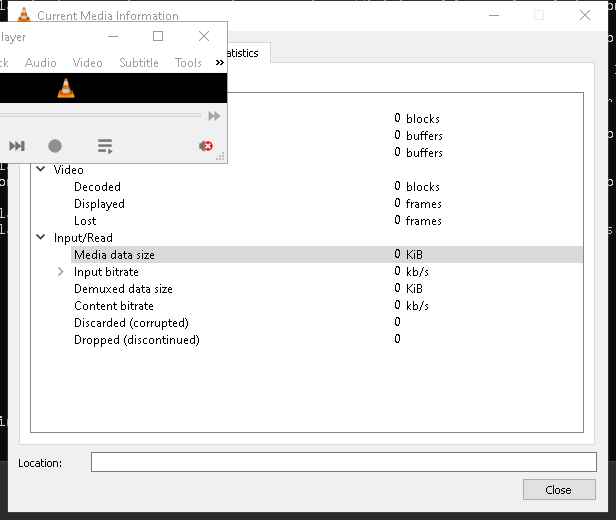 Current Media Information
layer
ck Audio Video Subtitle Tools »
atistics
0 blocks
0 buffers
0 buffers
Video
Decoded 0 blocks
Displayed 0 frames
Lost 0 frames
Input/Read
Media data size 0 KiB
Input bitrate 0 kb/s
Demuxed data size 0 KiB
Content bitrate 0 kb/s
Discarded (corrupted) 0
Dropped (discontinued) 0
Location:
Close